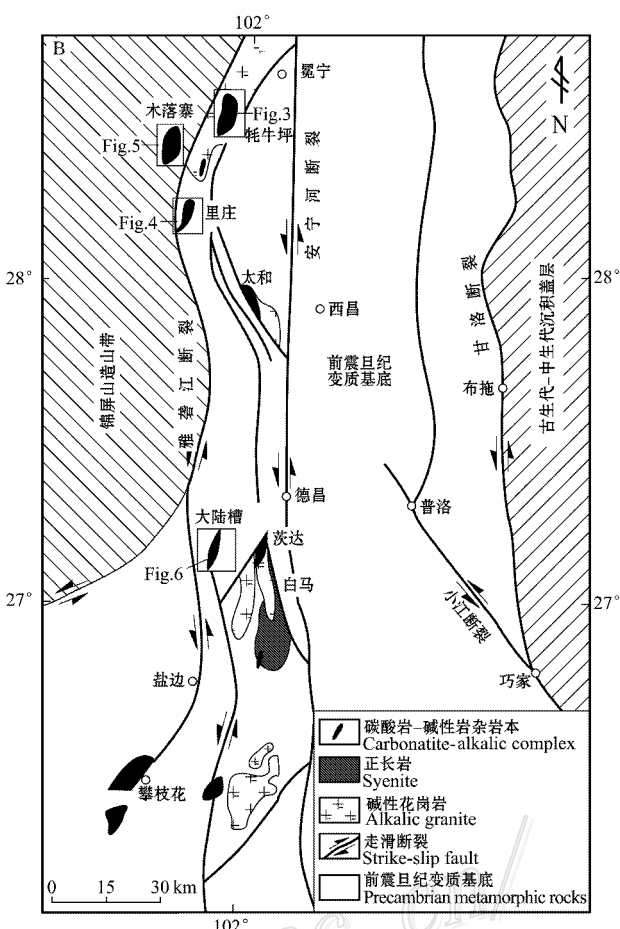 102°
B
冕宁
木落寨
Fig.3
牦牛坪
Fig.5
里庄
Fig.4
安宁河断裂
太和
28°
28°
西昌
甘洛断裂
锦屏山造山带
雅砻江断裂
前震旦纪
变质基底
布拖
古生代-中生代沉积盖层
德昌
普洛
大陆槽
茨达
Fig.6
白马
27°
27°
小江断裂
盐边
巧家
攀枝花
碳酸岩-碱性岩杂岩本
Carbonatite-alkalic complex
正长岩
Syenite
碱性花岗岩
Alkalic granite
走滑断裂
Strike-slip fault
前震旦纪变质基底
Precambrian metamorphic rocks
0 15 30 km
102°
N